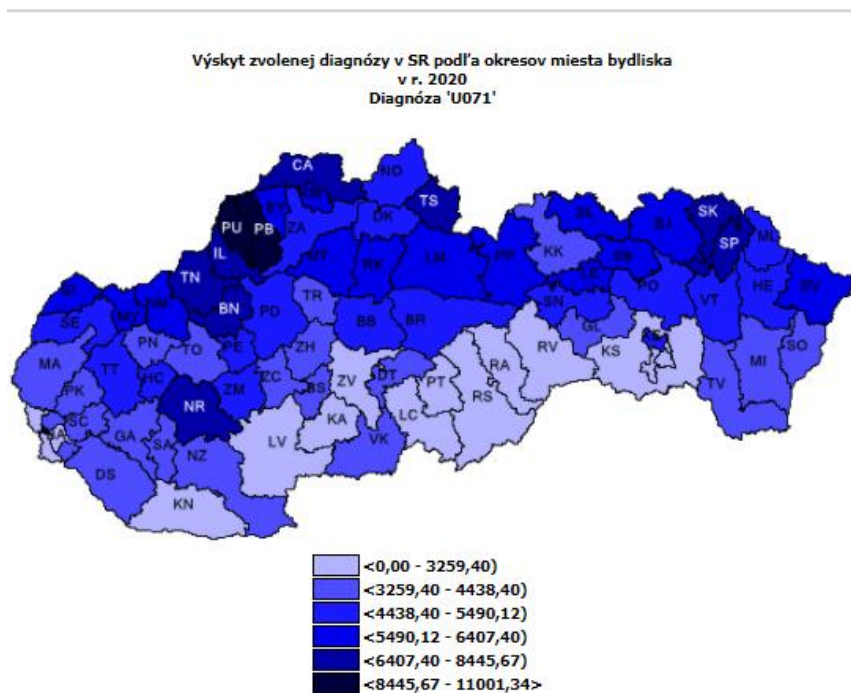 Výskyt zvolenej diagnózy v SR podľa okresov miesta bydliska
v r. 2020
Diagnóza 'U071'
CA
NO
TS
PU
PB
ZA
DK
IL
MT
RK
LM
PP
KK
SL
BJ
SK
SP
ML
TN
LE
SB
SI
NM
MY
BN
PD
TR
BB
BR
SN
GL
PO
VT
HE
SV
SE
PN
TO
PE
ZH
MA
TT
HC
ZM
ZC
BS
ZV
DT
PT
RA
RV
KS
SO
MI
TV
PK
NR
SC
GA
SA
NZ
LV
KA
LC
RS
VK
DS
KN
<0,00 - 3259,40)
<3259,40 - 4438,40)
<4438,40 - 5490,12)
<5490,12 - 6407,40)
<6407,40 - 8445,67)
<8445,67 - 11001,34>